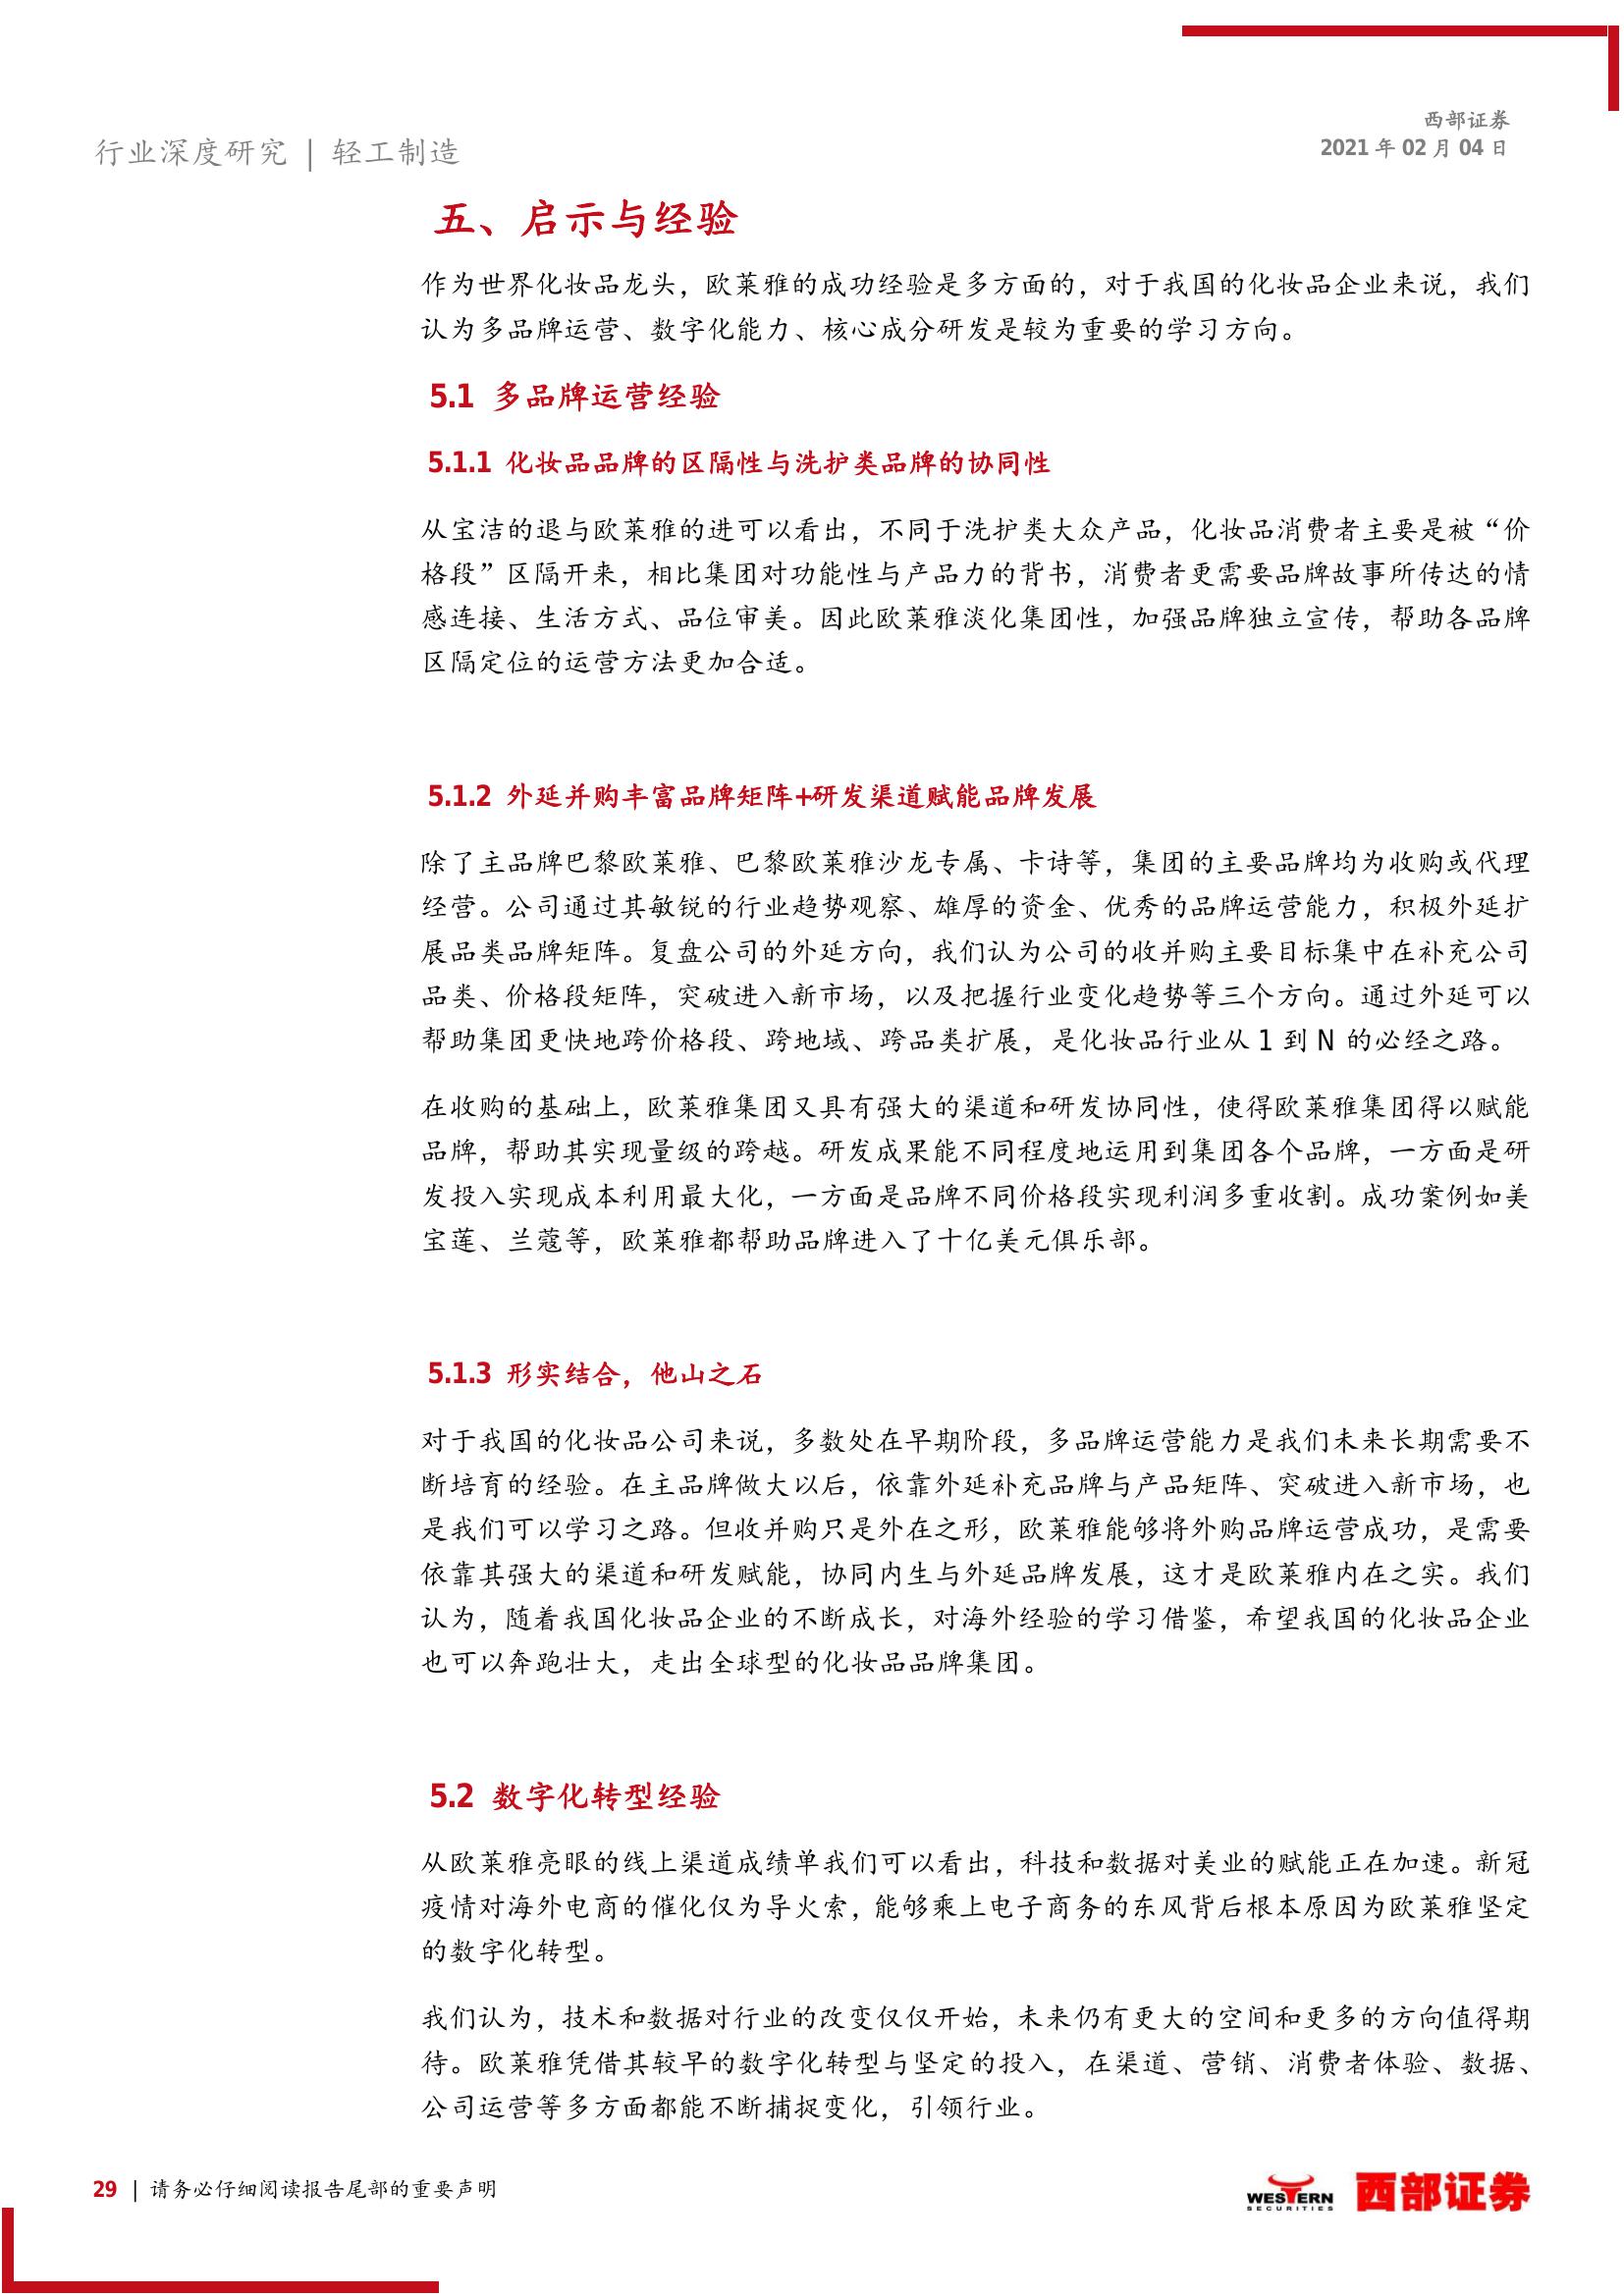 西部证券
行业深度研究 | 轻工制造
2021 年 02 月 04 日
五、启示与经验
作为世界化妆品龙头，欧莱雅的成功经验是多方面的，对于我国的化妆品企业来说，我们
认为多品牌运营、数字化能力、核心成分研发是较为重要的学习方向。
5.1 多品牌运营经验
5.1.1 化妆品品牌的区隔性与洗护类品牌的协同性
从宝洁的退与欧莱雅的进可以看出，不同于洗护类大众产品，化妆品消费者主要是被“价
格段”区隔开来，相比集团对功能性与产品力的背书，消费者更需要品牌故事所传达的情
感连接、生活方式、品位审美。因此欧莱雅淡化集团性，加强品牌独立宣传，帮助各品牌
区隔定位的运营方法更加合适。
5.1.2 外延并购丰富品牌矩阵+研发渠道赋能品牌发展
除了主品牌巴黎欧莱雅、巴黎欧莱雅沙龙专属、卡诗等，集团的主要品牌均为收购或代理
经营。公司通过其敏锐的行业趋势观察、雄厚的资金、优秀的品牌运营能力，积极外延扩
展品类品牌矩阵。复盘公司的外延方向，我们认为公司的收并购主要目标集中在补充公司
品类、价格段矩阵，突破进入新市场，以及把握行业变化趋势等三个方向。通过外延可以
帮助集团更快地跨价格段、跨地域、跨品类扩展，是化妆品行业从 1 到 N 的必经之路。
在收购的基础上，欧莱雅集团又具有强大的渠道和研发协同性，使得欧莱雅集团得以赋能
品牌，帮助其实现量级的跨越。研发成果能不同程度地运用到集团各个品牌，一方面是研
发投入实现成本利用最大化，一方面是品牌不同价格段实现利润多重收割。成功案例如美
宝莲、兰蔻等，欧莱雅都帮助品牌进入了十亿美元俱乐部。
5.1.3 形实结合，他山之石
对于我国的化妆品公司来说，多数处在早期阶段，多品牌运营能力是我们未来长期需要不
断培育的经验。在主品牌做大以后，依靠外延补充品牌与产品矩阵、突破进入新市场，也
是我们可以学习之路。但收并购只是外在之形，欧莱雅能够将外购品牌运营成功，是需要
依靠其强大的渠道和研发赋能，协同内生与外延品牌发展，这才是欧莱雅内在之实。我们
认为，随着我国化妆品企业的不断成长，对海外经验的学习借鉴，希望我国的化妆品企业
也可以奔跑壮大，走出全球型的化妆品品牌集团。
5.2 数字化转型经验
从欧莱雅亮眼的线上渠道成绩单我们可以看出，科技和数据对美业的赋能正在加速。新冠
疫情对海外电商的催化仅为导火索，能够乘上电子商务的东风背后根本原因为欧莱雅坚定
的数字化转型。
我们认为，技术和数据对行业的改变仅仅开始，未来仍有更大的空间和更多的方向值得期
待。欧莱雅凭借其较早的数字化转型与坚定的投入，在渠道、营销、消费者体验、数据、
公司运营等多方面都能不断捕捉变化，引领行业。
29 | 请务必仔细阅读报告尾部的重要声明
WESTERN
SECURITIES
西部证券